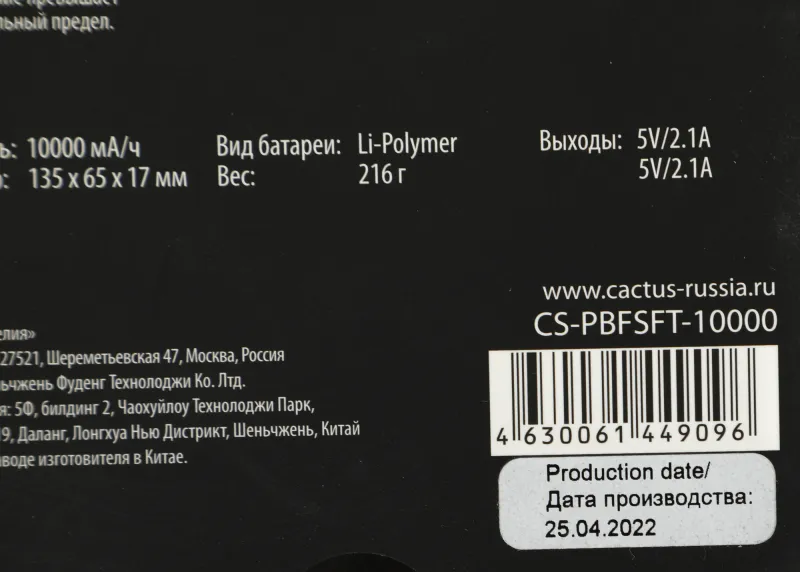 превышает
льный предел.
ь: 10000 мА/ч
Вид батареи: Li-Polymer
Выходы: 5V/2.1A
р: 135 x 65 x 17 мм
Вес: 216 г
5V/2.1A
www.cactus-russia.ru
CS-PBFSFT-10000
елия»
27521, Шереметьевская 47, Москва, Россия
ьчжень Фуденг Технолоджи Ко. Лтд.
я: 5Ф, билдинг 2, Чаохуйлоу Технолоджи Парк,
9, Даланг, Лонгхуа Нью Дистрикт, Шеньчжень, Китай
аводе изготовителя в Китае.
4 630061 449096
Production date/
Дата производства:
25.04.2022